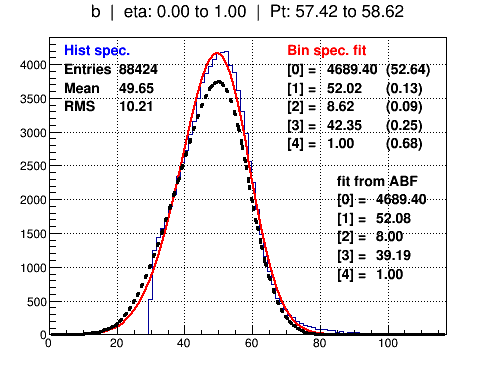 b | eta: 0.00 to 1.00 | Pt: 57.42 to 58.62
Hist spec.
Entries 88424
Mean 49.65
RMS 10.21
Bin spec. fit
[0] = 4689.40 (52.64)
[1] = 52.02 (0.13)
[2] = 8.62 (0.09)
[3] = 42.35 (0.25)
[4] = 1.00 (0.68)
fit from ABF
[0] = 4689.40
[1] = 52.08
[2] = 8.00
[3] = 39.19
[4] = 1.00
4000
3500
3000
2500
2000
1500
1000
500
0
0 20 40 60 80 100